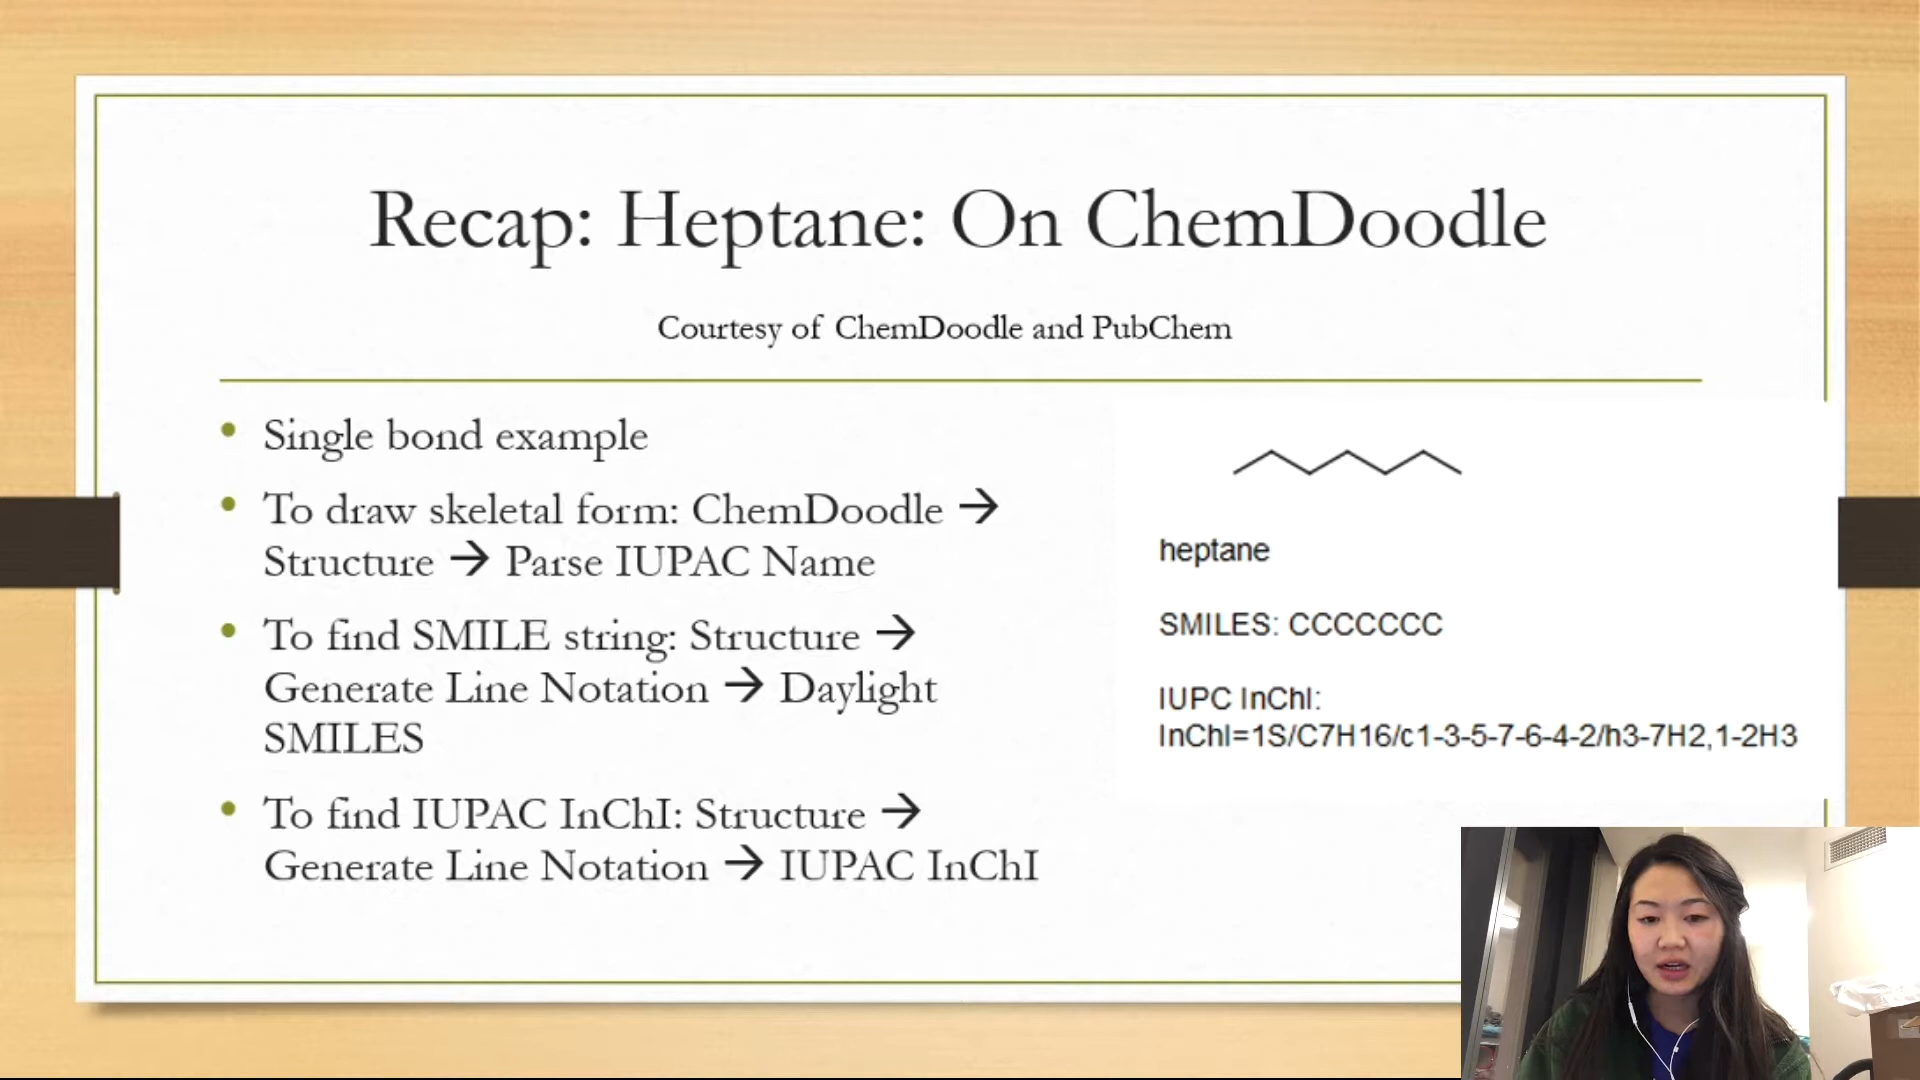 Recap: Heptane: On ChemDoodle
Courtesy of ChemDoodle and PubChem
• Single bond example
• To draw skeletal form: ChemDoodle →
Structure → Parse IUPAC Name
• To find SMILE string: Structure →
Generate Line Notation → Daylight
SMILES
• To find IUPAC InChI: Structure →
Generate Line Notation → IUPAC InChI
heptane
SMILES: CCCCCCC
IUPC InChI:
InChI=1S/C7H16/c1-3-5-7-6-4-2/h3-7H2,1-2H3